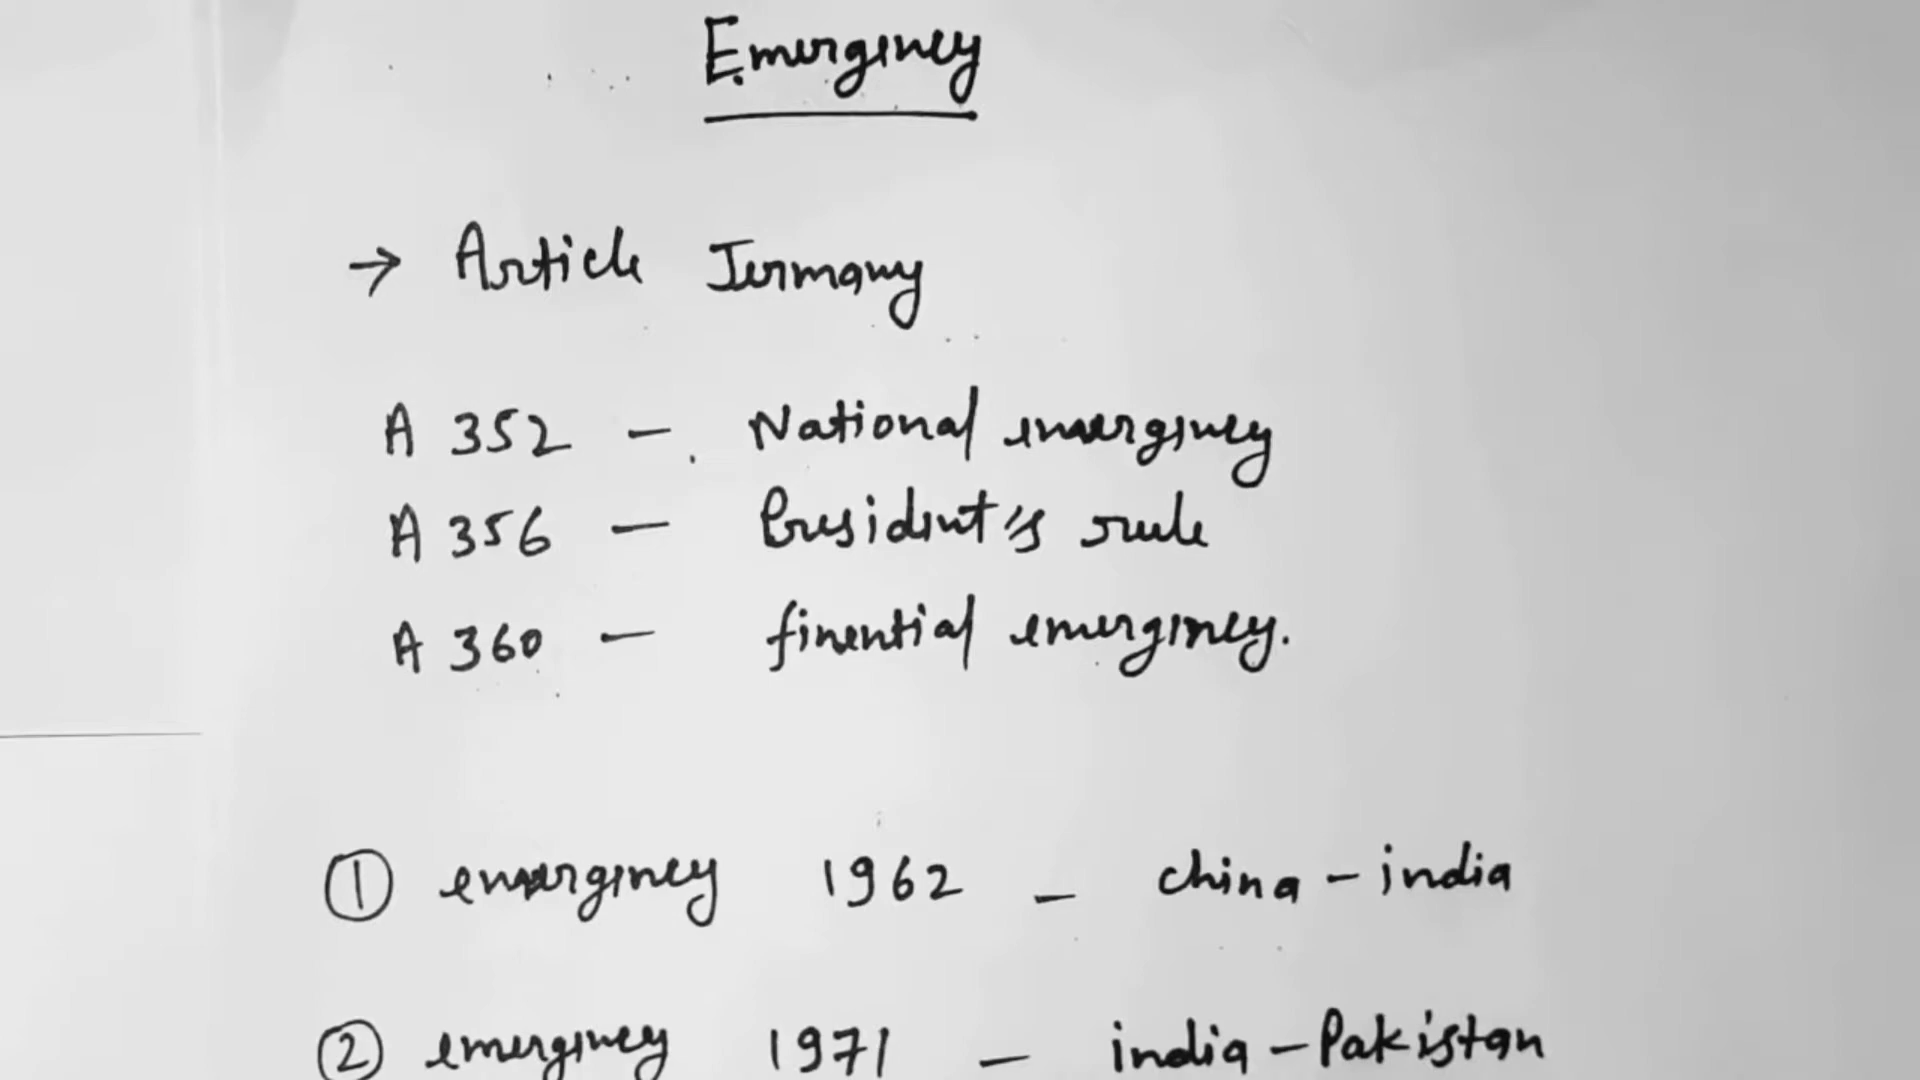 Emergency
→ Article Jermany
A 352 - National emergency
A 356 - President's rule
A 360 - finential emergency.
① emergency 1962 - china - india
② emergency 1971 - india - Pakistan